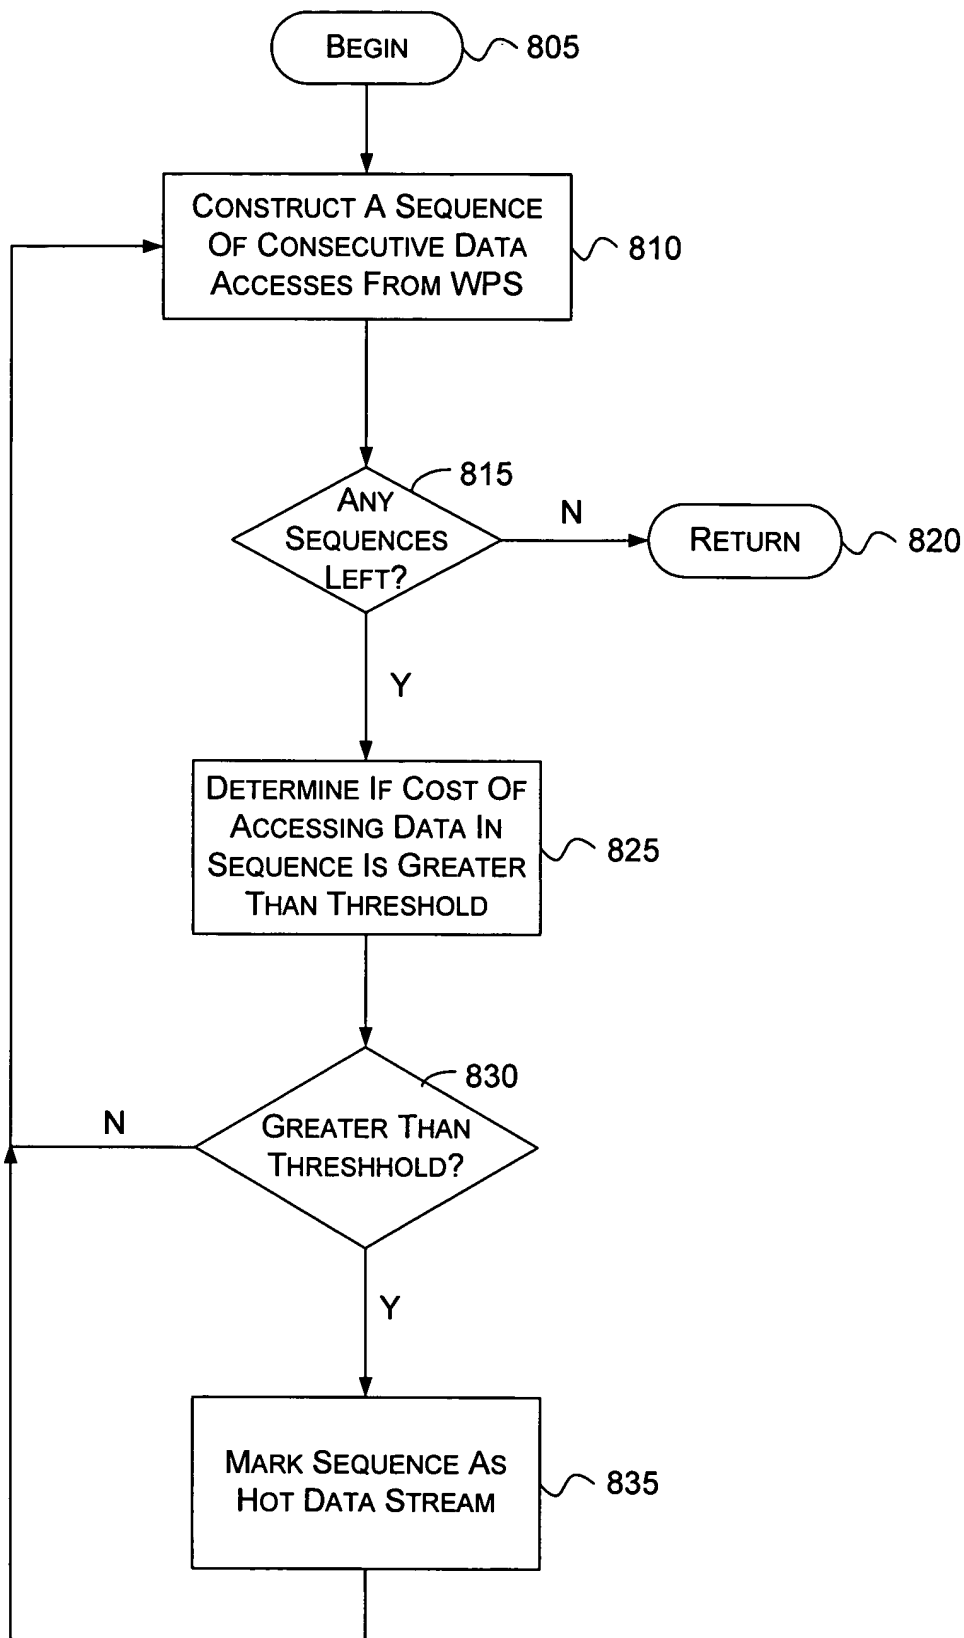 BEGIN
805
CONSTRUCT A SEQUENCE
OF CONSECUTIVE DATA
ACCESSES FROM WPS
810
815
ANY
SEQUENCES
LEFT?
N
RETURN
820
Y
DETERMINE IF COST OF
ACCESSING DATA IN
SEQUENCE IS GREATER
THAN THRESHOLD
825
830
N
GREATER THAN
THRESHHOLD?
Y
MARK SEQUENCE AS
HOT DATA STREAM
835